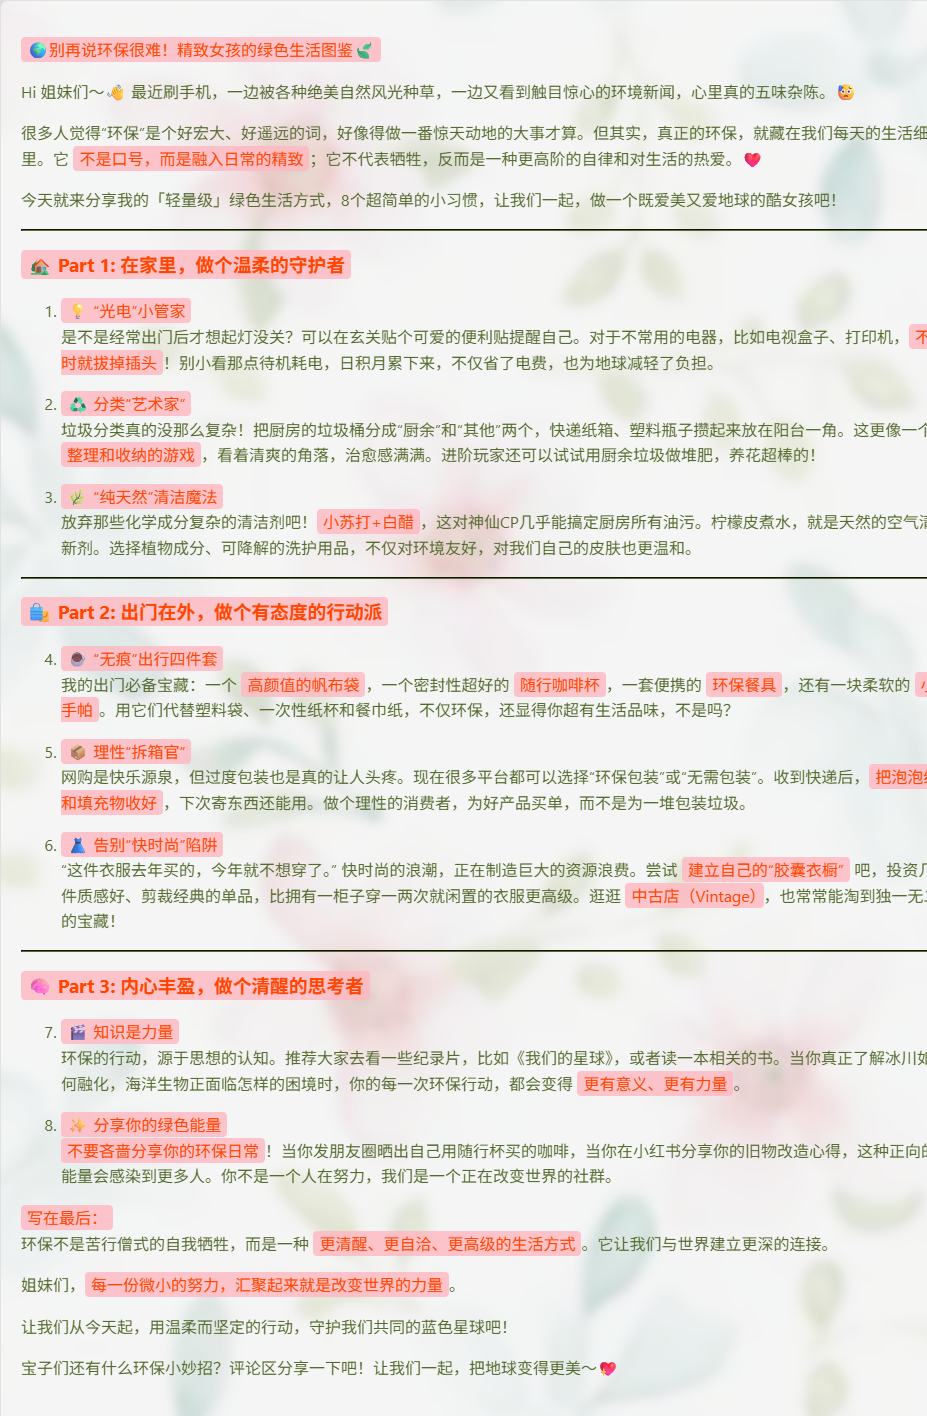 🌍别再说环保很难！精致女孩的绿色生活图鉴🌿
Hi 姐妹们～👋 最近刷手机，一边被各种绝美自然风光种草，一边又看到触目惊心的环境新闻，心里真的五味杂陈。😰
很多人觉得“环保”是个好宏大、好遥远的词，好像得做一番惊天动地的大事才算。但其实，真正的环保，就藏在我们每天的生活细
里。它 不是口号，而是融入日常的精致 ；它不代表牺牲，反而是一种更高阶的自律和对生活的热爱。❤️
今天就来分享我的「轻量级」绿色生活方式，8个超简单的小习惯，让我们一起，做一个既爱美又爱地球的酷女孩吧！
🏡 Part 1: 在家里，做个温柔的守护者
1. 💡 “光电”小管家
是不是经常出门后才想起灯没关？可以在玄关贴个可爱的便利贴提醒自己。对于不常用的电器，比如电视盒子、打印机，不
时就拔掉插头！别小看那点待机耗电，日积月累下来，不仅省了电费，也为地球减轻了负担。
2. ♻️ 分类“艺术家”
垃圾分类真的没那么复杂！把厨房的垃圾桶分成“厨余”和“其他”两个，快递纸箱、塑料瓶子攒起来放在阳台一角。这更像一个
整理和收纳的游戏 ，看着清爽的角落，治愈感满满。进阶玩家还可以试试用厨余垃圾做堆肥，养花超棒的！
3. 🌿 “纯天然”清洁魔法
放弃那些化学成分复杂的清洁剂吧！ 小苏打+白醋 ，这对神仙CP几乎能搞定厨房所有油污。柠檬皮煮水，就是天然的空气清
新剂。选择植物成分、可降解的洗护用品，不仅对环境友好，对我们自己的皮肤也更温和。
🛍️ Part 2: 出门在外，做个有态度的行动派
4. ☕ “无痕”出行四件套
我的出门必备宝藏：一个 高颜值的帆布袋 ，一个密封性超好的 随行咖啡杯 ，一套便携的 环保餐具 ，还有一块柔软的 小
手帕 。用它们代替塑料袋、一次性纸杯和餐巾纸，不仅环保，还显得你超有生活品味，不是吗？
5. 📦 理性“拆箱官”
网购是快乐源泉，但过度包装也是真的让人头疼。现在很多平台都可以选择“环保包装”或“无需包装”。收到快递后， 把泡泡纸
和填充物收好 ，下次寄东西还能用。做个理性的消费者，为好产品买单，而不是为一堆包装垃圾。
6. 👗 告别“快时尚”陷阱
“这件衣服去年买的，今年就不想穿了。” 快时尚的浪潮，正在制造巨大的资源浪费。尝试 建立自己的“胶囊衣橱” 吧，投资几
件质感好、剪裁经典的单品，比拥有一柜子穿一两次就闲置的衣服更高级。逛逛 中古店（Vintage） ，也常常能淘到独一无二
的宝藏！
🧠 Part 3: 内心丰盈，做个清醒的思考者
7. 🎬 知识是力量
环保的行动，源于思想的认知。推荐大家去看一些纪录片，比如《我们的星球》，或者读一本相关的书。当你真正了解冰川如
何融化，海洋生物正面临怎样的困境时，你的每一次环保行动，都会变得 更有意义、更有力量 。
8. ✨ 分享你的绿色能量
不要吝啬分享你的环保日常 ！当你发朋友圈晒出自己用随行杯买的咖啡，当你在小红书分享你的旧物改造心得，这种正向的
能量会感染到更多人。你不是一个人在努力，我们是一个正在改变世界的社群。
写在最后：
环保不是苦行僧式的自我牺牲，而是一种 更清醒、更自洽、更高级的生活方式 。它让我们与世界建立更深的连接。
姐妹们， 每一份微小的努力，汇聚起来就是改变世界的力量 。
让我们从今天起，用温柔而坚定的行动，守护我们共同的蓝色星球吧！
宝子们还有什么环保小妙招？评论区分享一下吧！让我们一起，把地球变得更美～💖